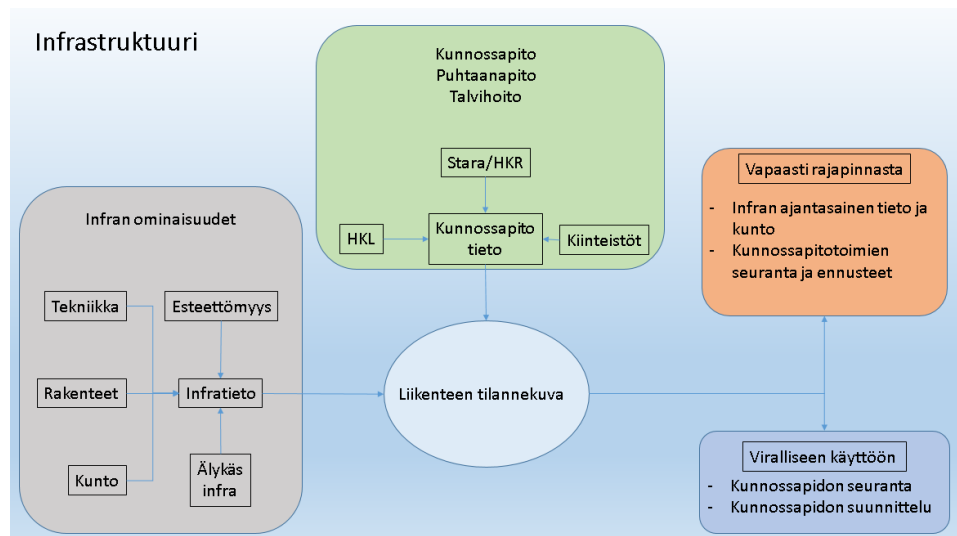 Infrastruktuuri
Kunnossapito
Puhtaanapito
Talvihoito
Stara/HKR
HKL
Kunnossapito
tieto
Kiinteistöt
Infran ominaisuudet
Tekniikka
Esteettömyys
Rakenteet
Infratieto
Kunto
Älykäs
infra
Liikenteen tilannekuva
Vapaasti rajapinnasta
- Infran ajantasainen tieto ja
kunto
- Kunnossapitotoimien
seuranta ja ennusteet
Viralliseen käyttöön
- Kunnossapidon seuranta
- Kunnossapidon suunnittelu